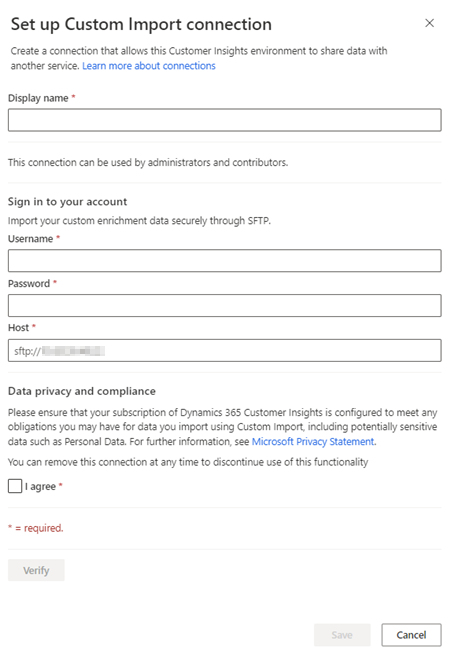 Set up Custom Import connection
Create a connection that allows this Customer Insights environment to share data with
another service. Learn more about connections
Display name *
This connection can be used by administrators and contributors.
Sign in to your account
Import your custom enrichment data securely through SFTP.
Username *
Password *
Host *
sftp://
Data privacy and compliance
Please ensure that your subscription of Dynamics 365 Customer Insights is configured to meet any
obligations you may have for data you import using Custom Import, including potentially sensitive
data such as Personal Data. For further information, see Microsoft Privacy Statement.
You can remove this connection at any time to discontinue use of this functionality
I agree *
* = required.
Verify
Save
Cancel